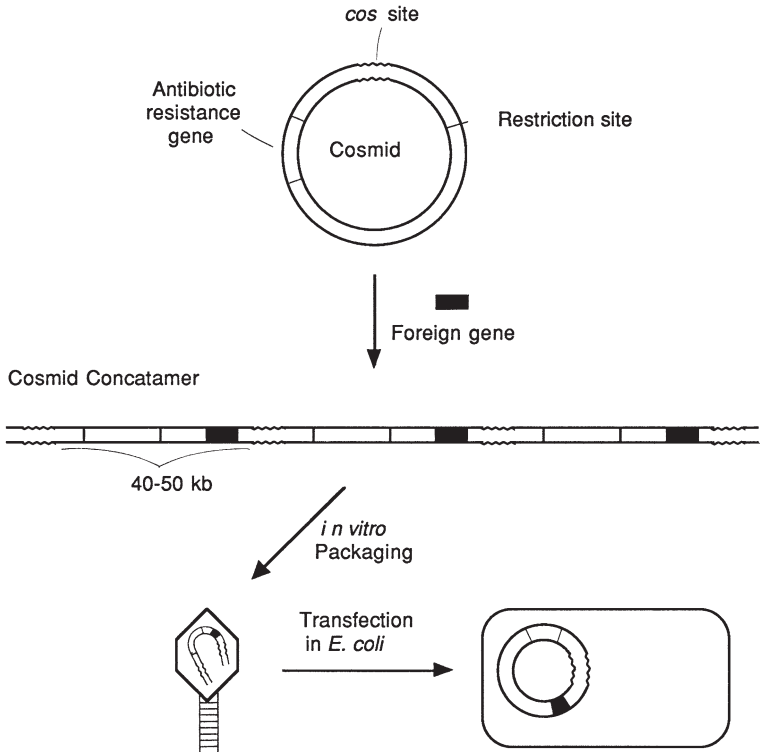 cos site
Antibiotic
resistance
gene
Restriction site
Cosmid
Foreign gene
Cosmid Concatamer
40-50 kb
in vitro
Packaging
Transfection
in E. coli